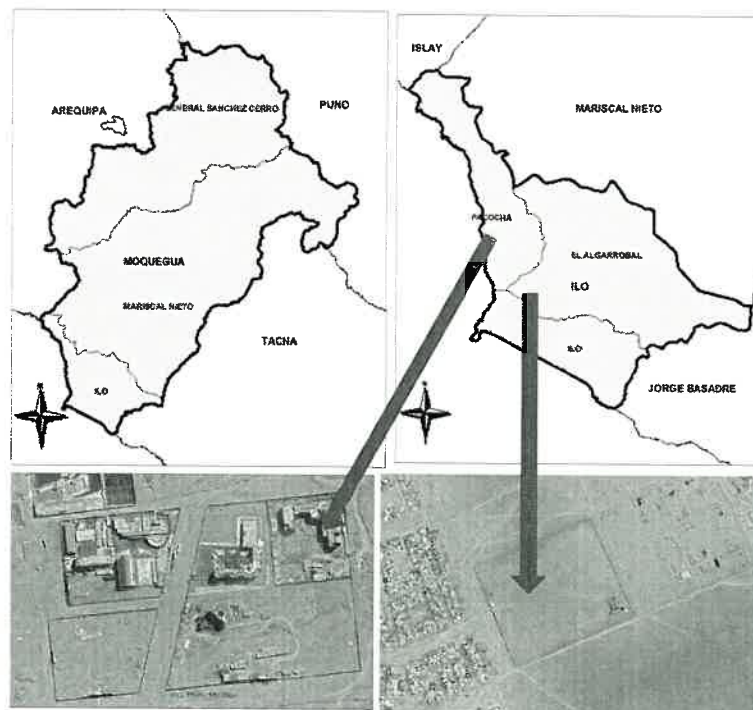 GENERAL SANCHEZ CERRO
AREQUIPA
PUNO
MOQUEGUA
MARISCAL NIETO
TACNA
ILO
ISLAY
MARISCAL NIETO
PACOCHA
EL ALGARROBAL
ILO
ILO
JORGE BASADRE